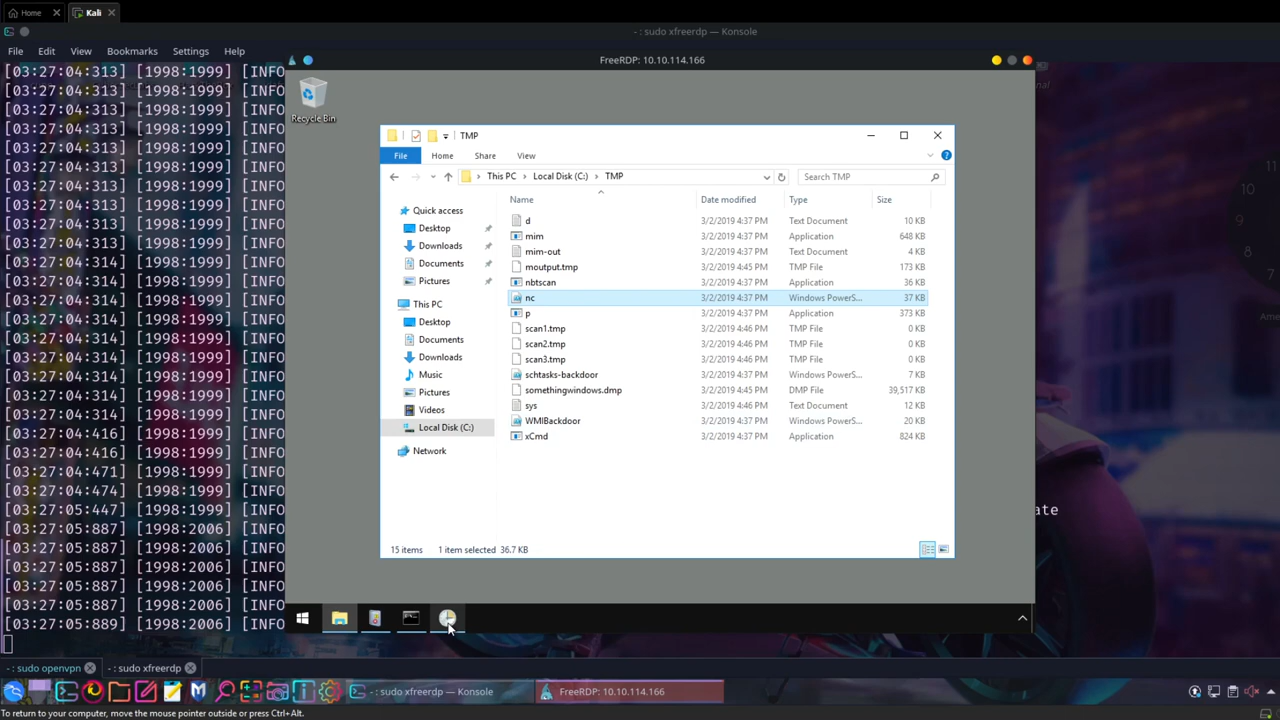 Home
Kali
- : sudo xfreerdp — Konsole
File Edit View Bookmarks Settings Help
FreeRDP: 10.10.114.166
[03:27:04:313] [1998:1999] [INFO
[03:27:04:313] [1998:1999] [INFO
[03:27:04:313] [1998:1999] [INFO
[03:27:04:313] [1998:1999] [INFO
[03:27:04:313] [1998:1999] [INFO
[03:27:04:313] [1998:1999] [INFO
[03:27:04:313] [1998:1999] [INFO
[03:27:04:313] [1998:1999] [INFO
[03:27:04:313] [1998:1999] [INFO
[03:27:04:313] [1998:1999] [INFO
[03:27:04:313] [1998:1999] [INFO
[03:27:04:314] [1998:1999] [INFO
[03:27:04:314] [1998:1999] [INFO
[03:27:04:314] [1998:1999] [INFO
[03:27:04:314] [1998:1999] [INFO
[03:27:04:314] [1998:1999] [INFO
[03:27:04:314] [1998:1999] [INFO
[03:27:04:314] [1998:1999] [INFO
[03:27:04:314] [1998:1999] [INFO
[03:27:04:416] [1998:1999] [INFO
[03:27:04:416] [1998:1999] [INFO
[03:27:04:471] [1998:1999] [INFO
[03:27:04:474] [1998:1999] [INFO
[03:27:05:447] [1998:1999] [INFO
[03:27:05:887] [1998:2006] [INFO
[03:27:05:887] [1998:2006] [INFO
[03:27:05:887] [1998:2006] [INFO
[03:27:05:887] [1998:2006] [INFO
[03:27:05:887] [1998:2006] [INFO
[03:27:05:889] [1998:2006] [INFO
ate
Recycle Bin
TMP
File Home Share View
This PC > Local Disk (C:) > TMP
Search TMP
Quick access
Desktop
Downloads
Documents
Pictures
This PC
Desktop
Documents
Downloads
Music
Pictures
Videos
Local Disk (C:)
Network
Name Date modified Type Size
d 3/2/2019 4:37 PM Text Document 10 KB
mim 3/2/2019 4:37 PM Application 648 KB
mim-out 3/2/2019 4:37 PM Text Document 4 KB
moutput.tmp 3/2/2019 4:45 PM TMP File 173 KB
nbtscan 3/2/2019 4:37 PM Application 36 KB
nc 3/2/2019 4:37 PM Windows PowerS... 37 KB
p 3/2/2019 4:37 PM Application 373 KB
scan1.tmp 3/2/2019 4:46 PM TMP File 0 KB
scan2.tmp 3/2/2019 4:46 PM TMP File 0 KB
scan3.tmp 3/2/2019 4:46 PM TMP File 0 KB
schtasks-backdoor 3/2/2019 4:37 PM Windows PowerS... 7 KB
somethingwindows.dmp 3/2/2019 4:45 PM DMP File 39,517 KB
sys 3/2/2019 4:46 PM Text Document 12 KB
WMIBackdoor 3/2/2019 4:37 PM Windows PowerS... 20 KB
xCmd 3/2/2019 4:37 PM Application 824 KB
15 items 1 item selected 36.7 KB
- : sudo openvpn
- : sudo xfreerdp
- : sudo xfreerdp — Konsole
FreeRDP: 10.10.114.166
To return to your computer, move the mouse pointer outside or press Ctrl+Alt.